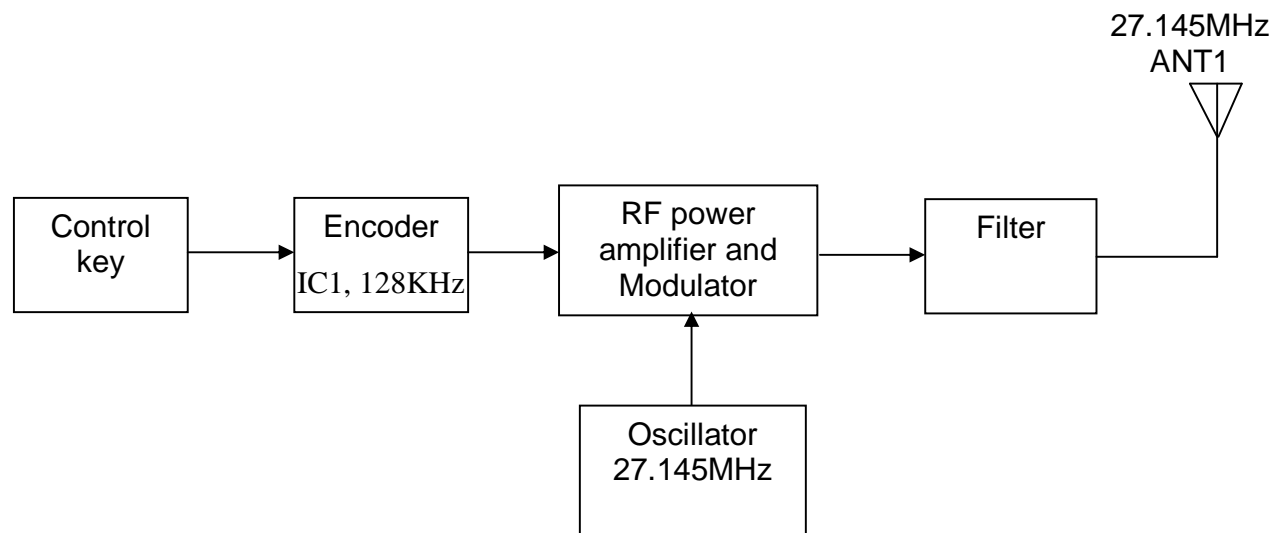 27.145MHz
ANT1
Control
key
Encoder
IC1, 128KHz
RF power
amplifier and
Modulator
Filter
Oscillator
27.145MHz